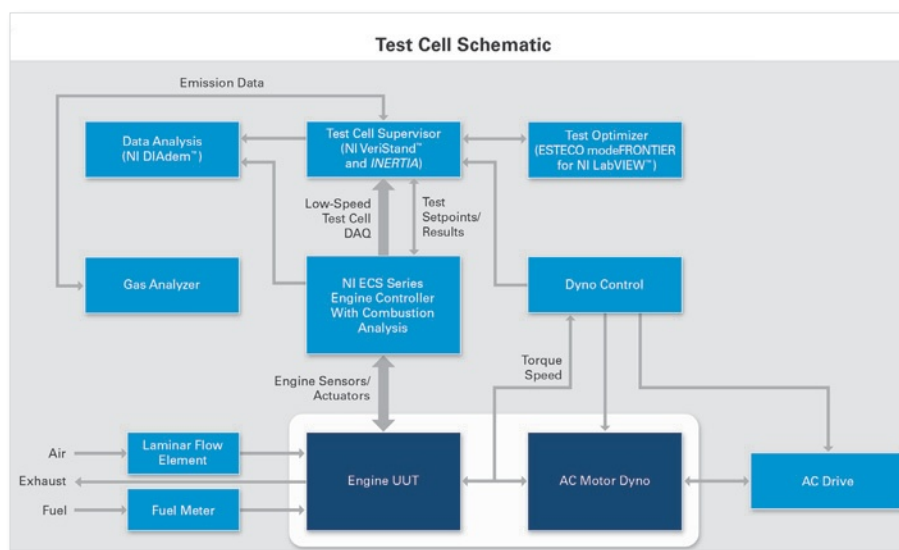 Test Cell Schematic
Emission Data
Data Analysis
(NI DIAdem™)
Test Cell Supervisor
(NI VeriStand™
and INERTIA)
Test Optimizer
(ESTECO modeFRONTIER
for NI LabVIEW™)
Low-Speed
Test Cell
DAQ
Test
Setpoints/
Results
Gas Analyzer
NI ECS Series
Engine Controller
With Combustion
Analysis
Dyno Control
Engine Sensors/
Actuators
Torque
Speed
Air
Laminar Flow
Element
Exhaust
Engine UUT
AC Motor Dyno
AC Drive
Fuel
Fuel Meter